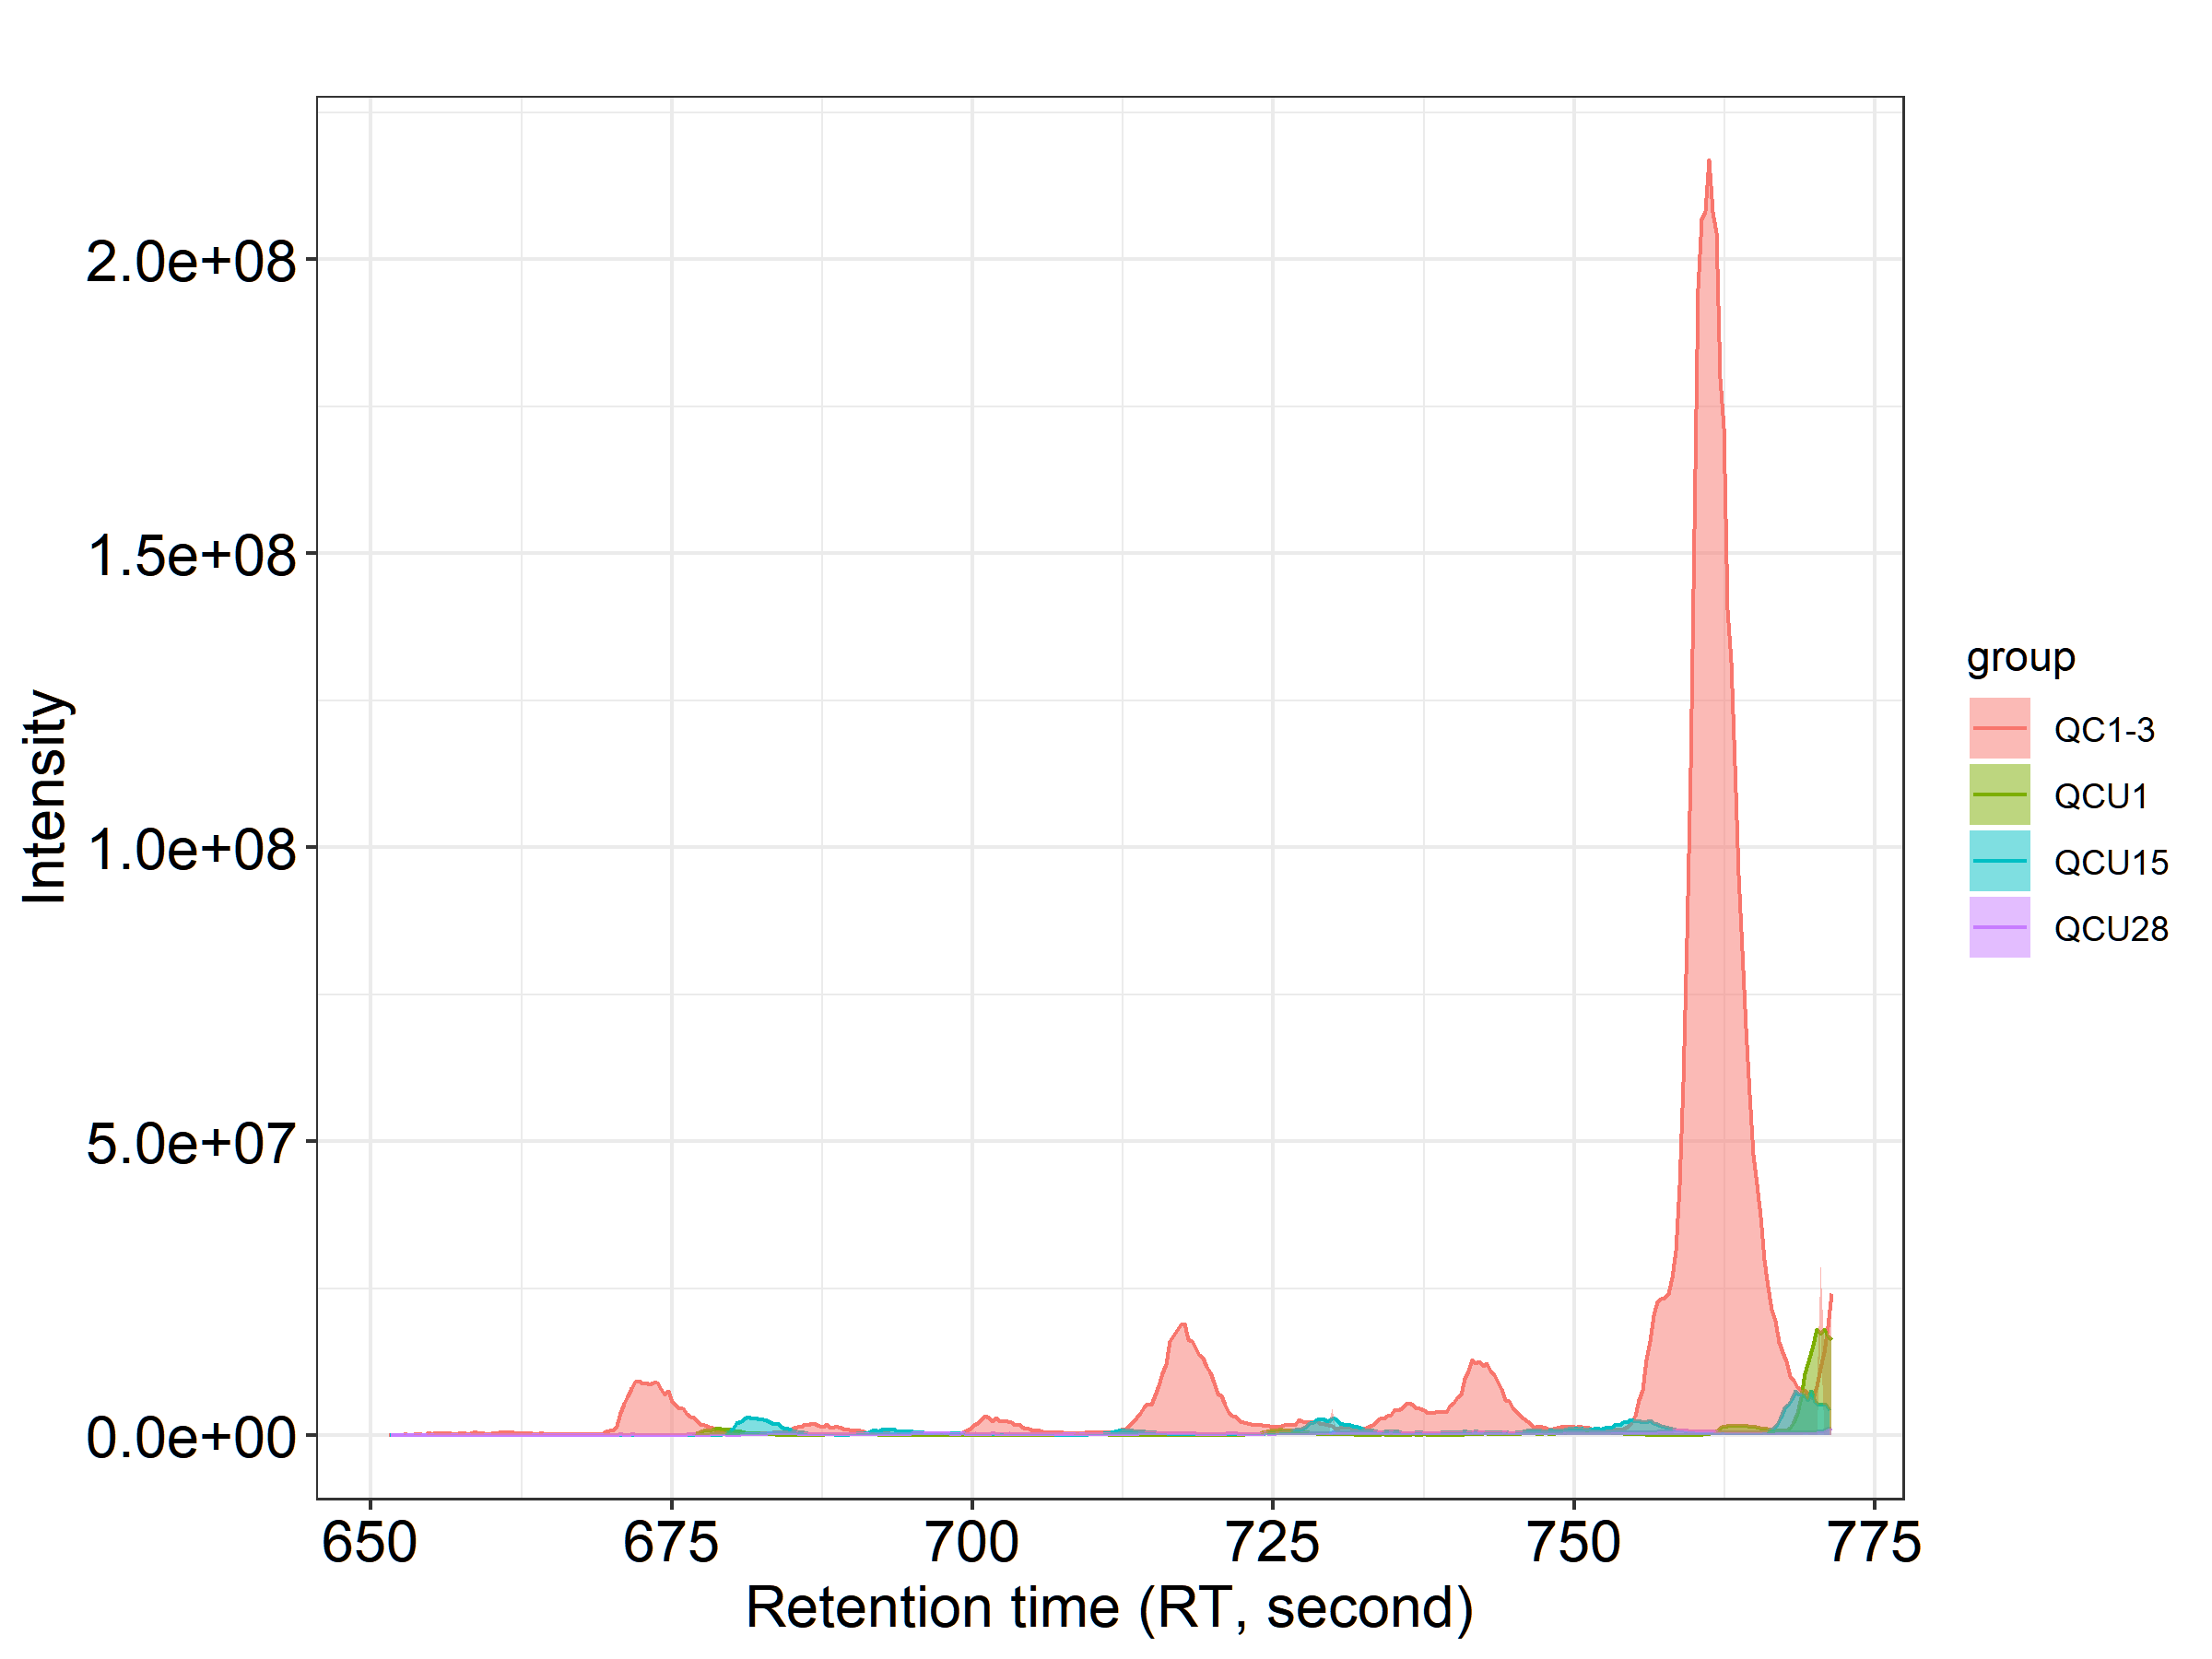 2.0e+08
1.5e+08
1.0e+08
5.0e+07
0.0e+00
Intensity
650 675 700 725 750 775
Retention time (RT, second)
group
QC1-3
QCU1
QCU15
QCU28